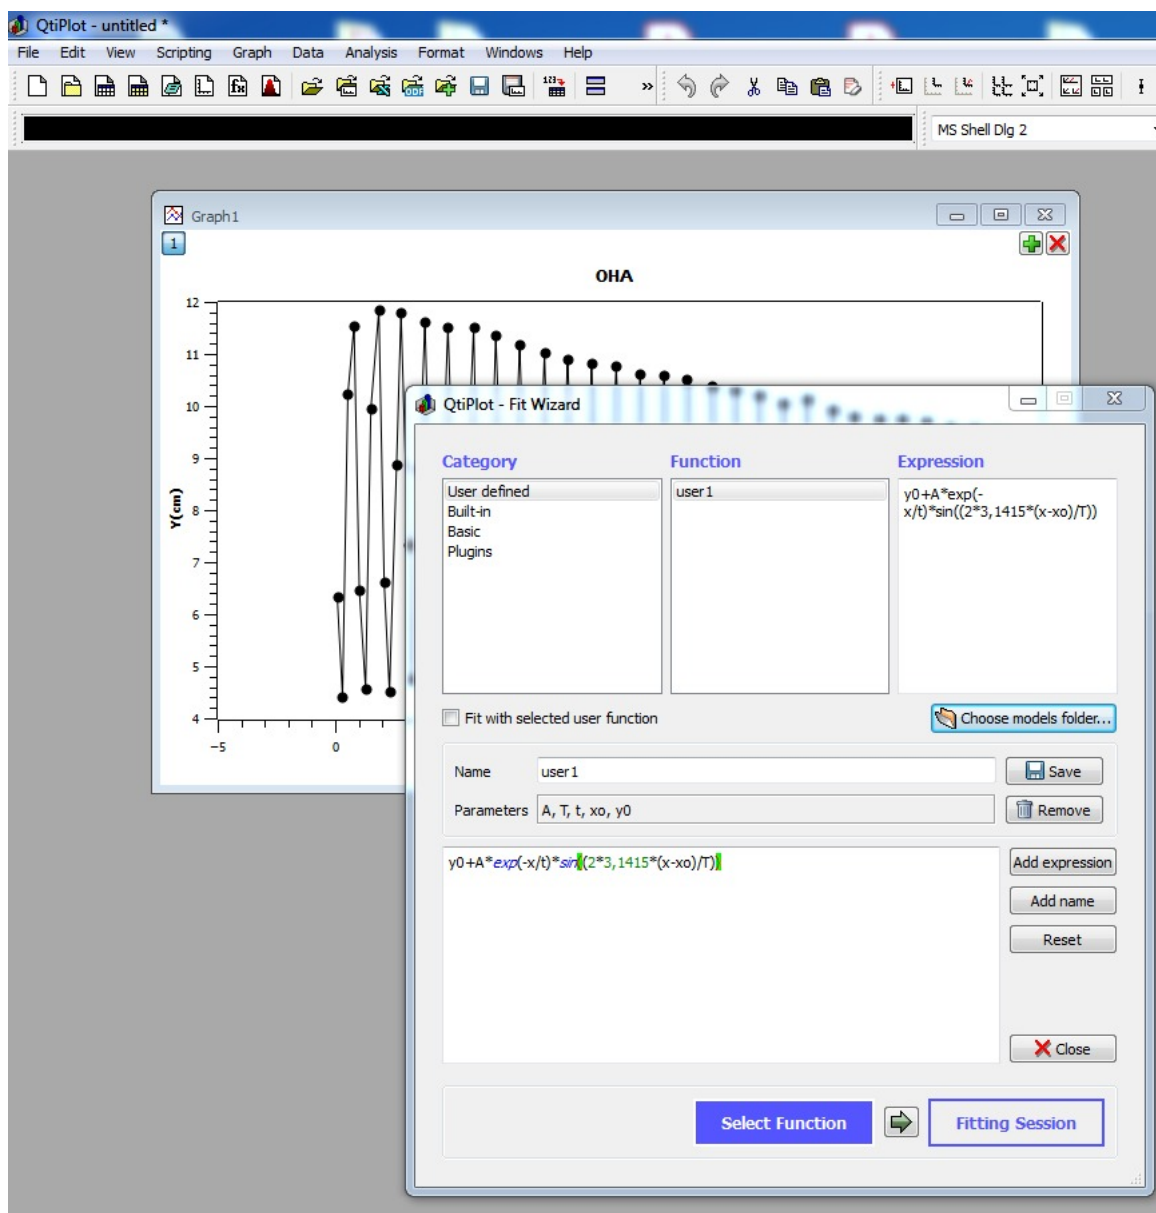 QtiPlot - untitled *
File Edit View Scripting Graph Data Analysis Format Windows Help
MS Shell Dlg 2
Graph1
1
OHA
12
11
10
9
8
7
6
5
4
Y(cm)
-5
0
QtiPlot - Fit Wizard
Category
Function
Expression
User defined
Built-in
Basic
Plugins
user1
y0+A*exp(-
x/t)*sin((2*3,1415*(x-xo)/T))
Fit with selected user function
Choose models folder...
Name
user1
Save
Parameters
A, T, t, xo, y0
Remove
y0+A*exp(-x/t)*sin((2*3,1415*(x-xo)/T))
Add expression
Add name
Reset
Close
Select Function
Fitting Session